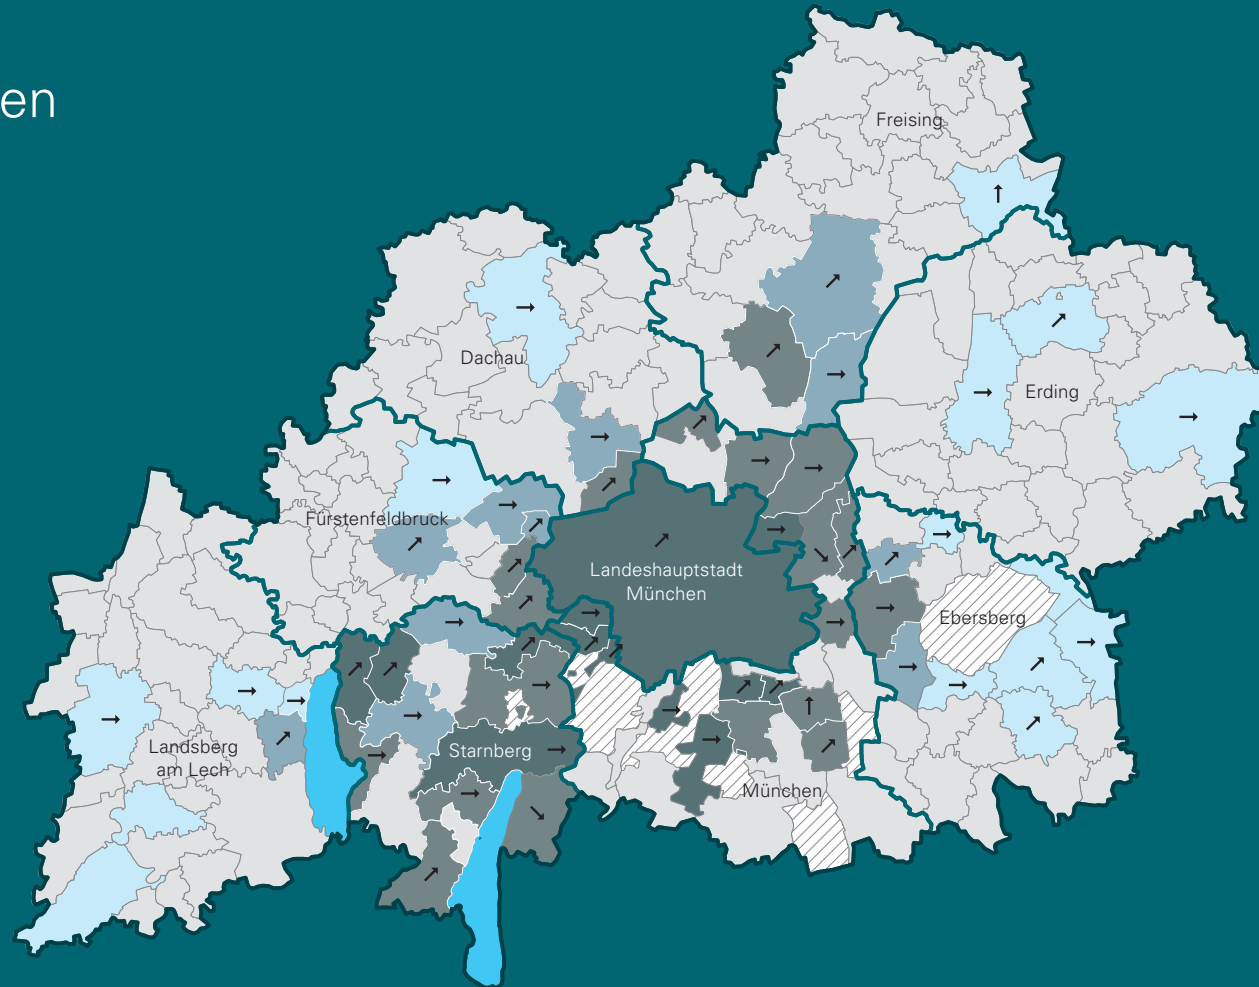 en
Freising
Dachau
Erding
Fürstenfeldbruck
Landeshauptstadt
München
Ebersberg
Landsberg
am Lech
Starnberg
München